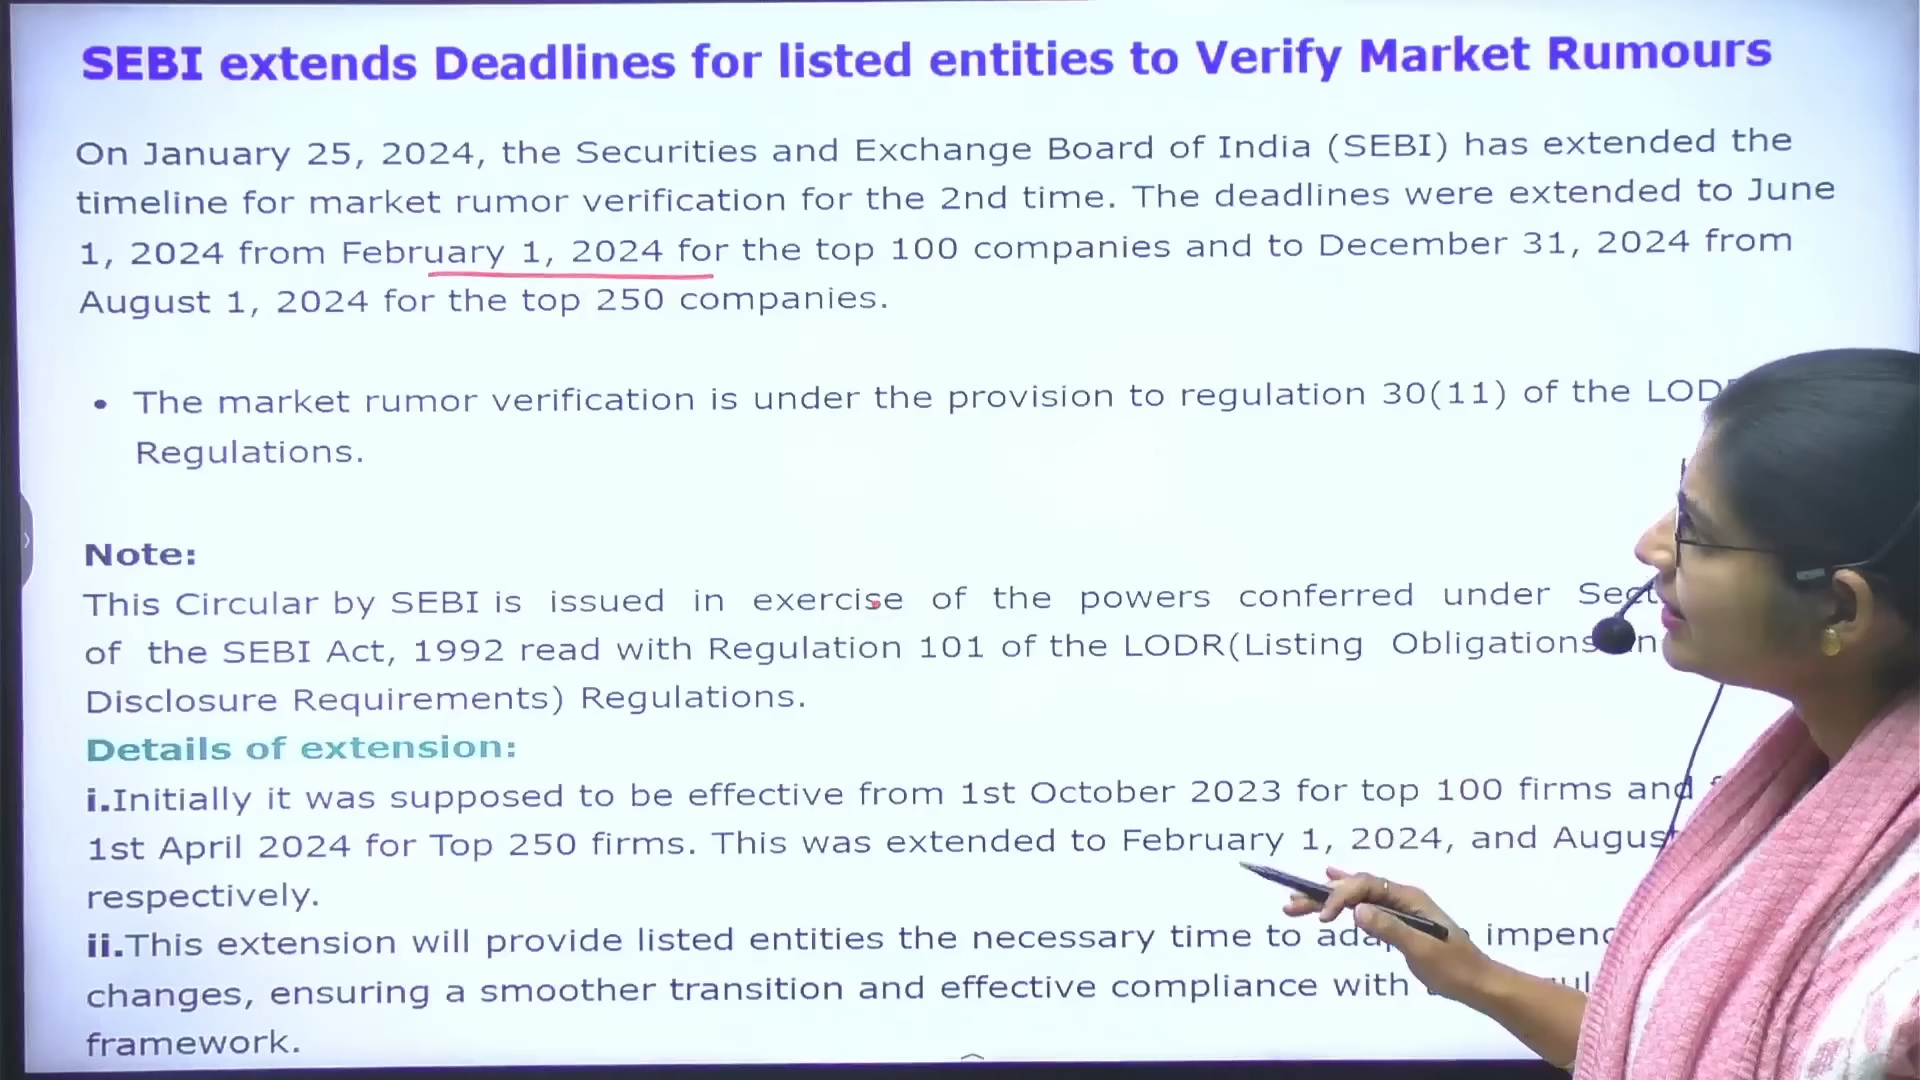 SEBI extends Deadlines for listed entities to Verify Market Rumours
On January 25, 2024, the Securities and Exchange Board of India (SEBI) has extended the
timeline for market rumor verification for the 2nd time. The deadlines were extended to June
1, 2024 from February 1, 2024 for the top 100 companies and to December 31, 2024 from
August 1, 2024 for the top 250 companies.
• The market rumor verification is under the provision to regulation 30(11) of the
Regulations.
Note:
This Circular by SEBI is issued in exercise of the powers conferred under
of the SEBI Act, 1992 read with Regulation 101 of the LODR(Listing Obligations
Disclosure Requirements) Regulations.
Details of extension:
i.Initially it was supposed to be effective from 1st October 2023 for top 100 firms and
1st April 2024 for Top 250 firms. This was extended to February 1, 2024, and
respectively.
ii.This extension will provide listed entities the necessary time to
changes, ensuring a smoother transition and effective compliance with
framework.